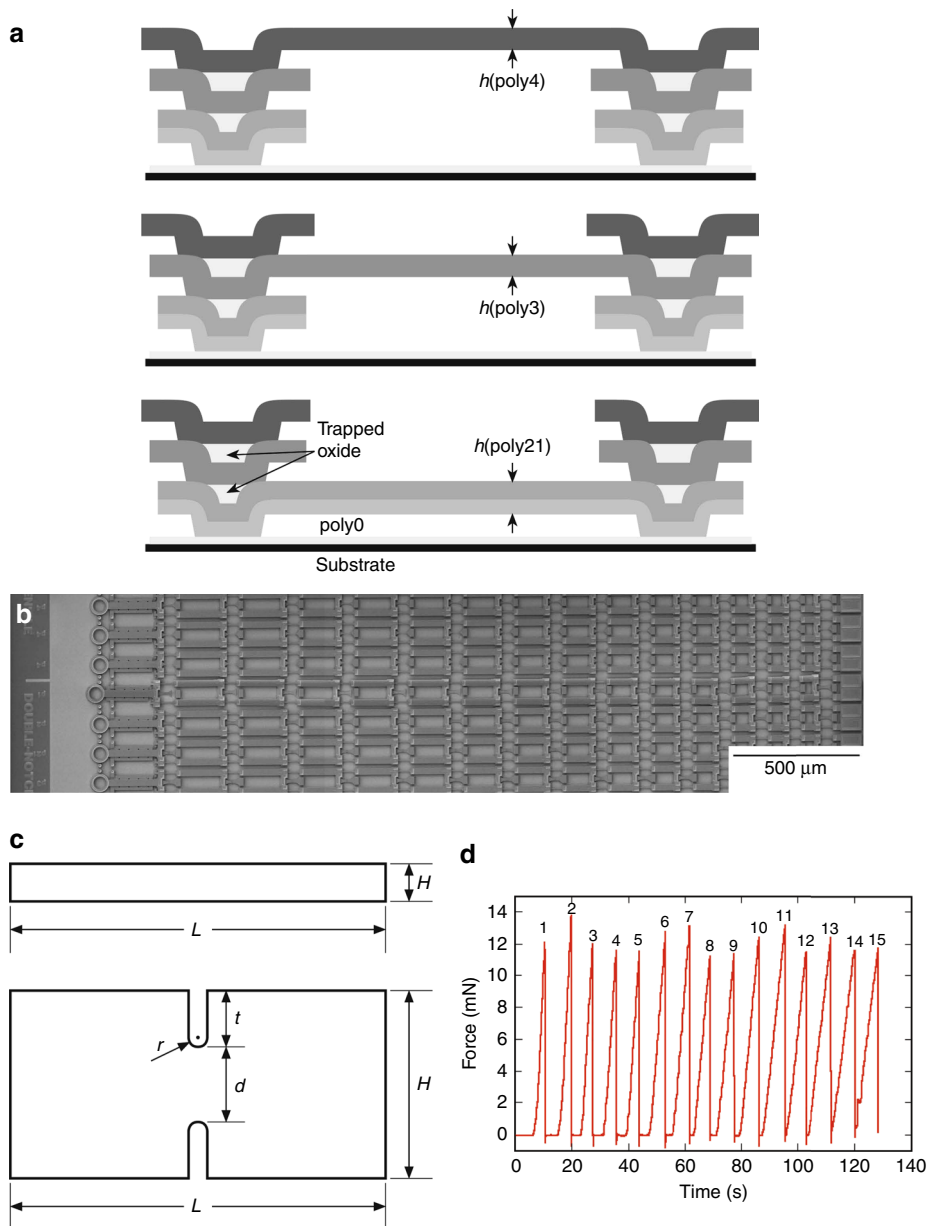 a
h(poly4)
h(poly3)
Trapped
oxide
h(poly21)
poly0
Substrate
b
500 μm
c
H
L
t
r
d
H
L
d
14
12
10
8
6
4
2
0
Force (mN)
1
2
3
4
5
6
7
8
9
10
11
12
13
14
15
0
20
40
60
80
100
120
140
Time (s)